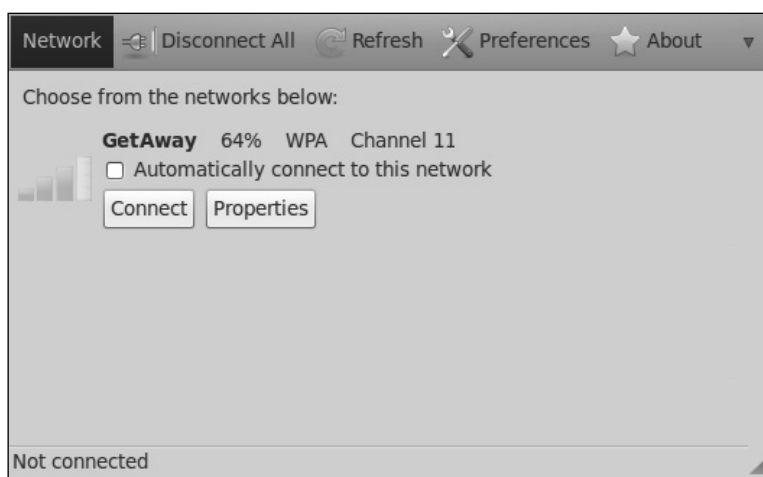 Network Disconnect All Refresh Preferences About
Choose from the networks below:
GetAway 64% WPA Channel 11
Automatically connect to this network
Connect Properties
Not connected